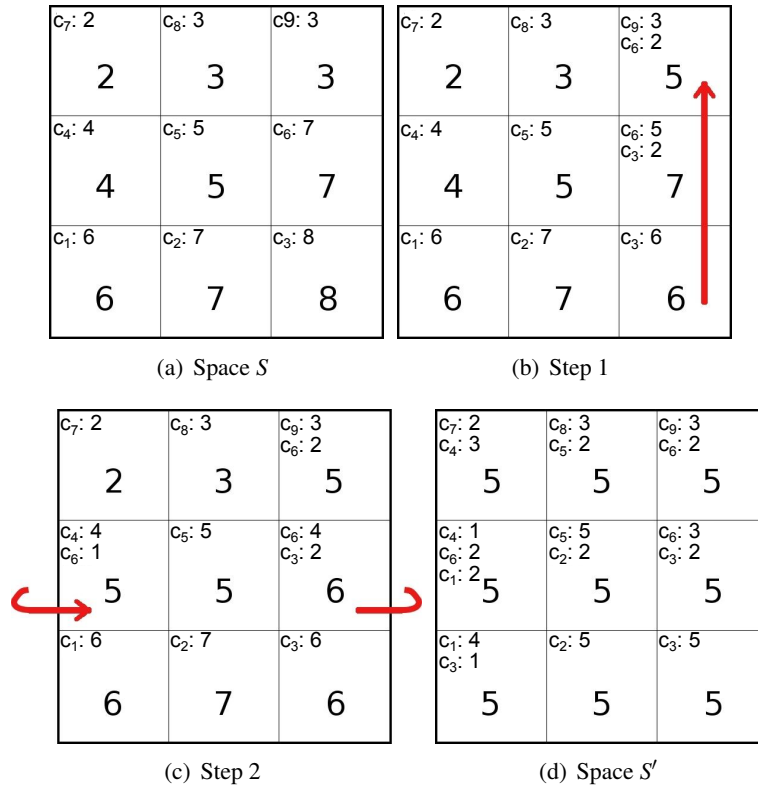 c₇: 2 c₈: 3 c9: 3
2 3 3
c₄: 4 c₅: 5 c₆: 7
4 5 7
c₁: 6 c₂: 7 c₃: 8
6 7 8
(a) Space S
c₇: 2 c₈: 3 c₉: 3
c₆: 2
2 3 5
c₄: 4 c₅: 5 c₆: 5
c₃: 2
4 5 7
c₁: 6 c₂: 7 c₃: 6
6 7 6
(b) Step 1
c₇: 2 c₈: 3 c₉: 3
c₆: 2
2 3 5
c₄: 4 c₅: 5 c₆: 4
c₆: 1 c₃: 2
5 5 6
c₁: 6 c₂: 7 c₃: 6
6 7 6
(c) Step 2
c₇: 2 c₈: 3 c₉: 3
c₄: 3 c₅: 2 c₆: 2
5 5 5
c₄: 1 c₅: 5 c₆: 3
c₆: 2 c₂: 2 c₃: 2
c₁: 2
5 5 5
c₁: 4 c₂: 5 c₃: 5
c₃: 1
5 5 5
(d) Space S′